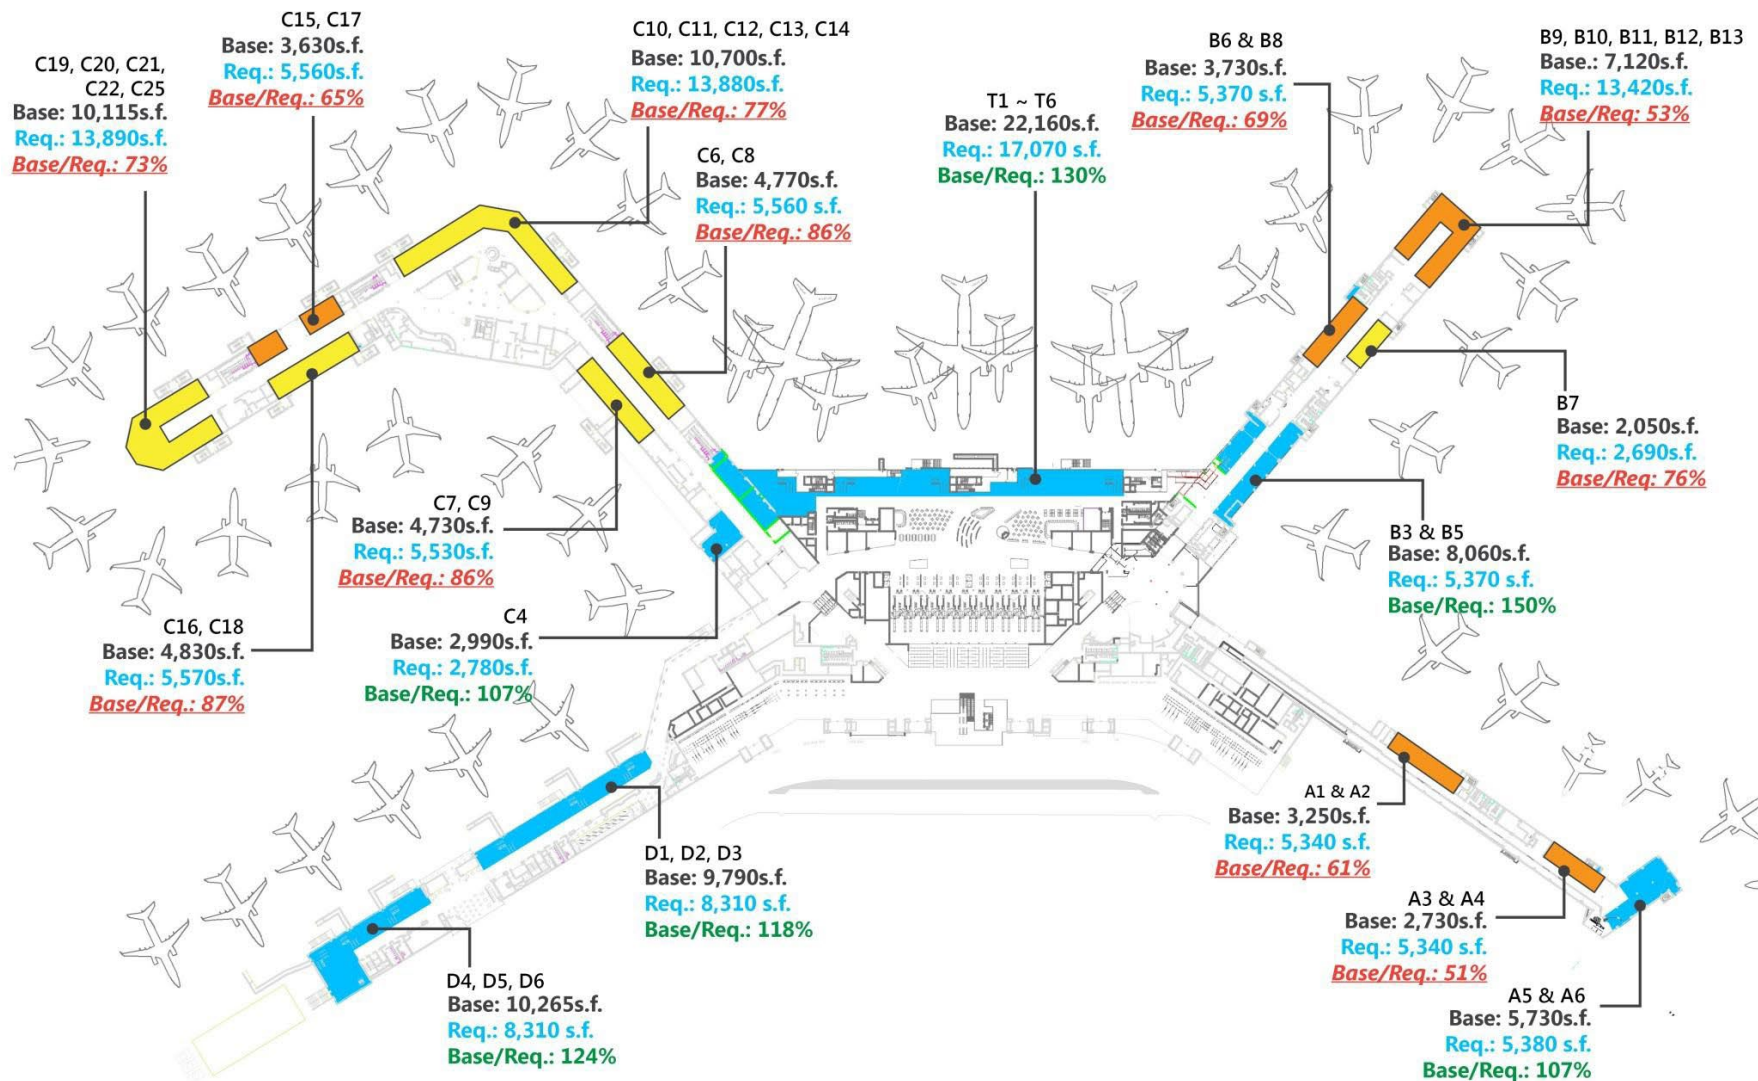 C15, C17
Base: 3,630s.f.
Req.: 5,560s.f.
Base/Req.: 65%
C10, C11, C12, C13, C14
Base: 10,700s.f.
Req.: 13,880s.f.
Base/Req.: 77%
B6 & B8
Base: 3,730s.f.
Req.: 5,370 s.f.
Base/Req.: 69%
B9, B10, B11, B12, B13
Base.: 7,120s.f.
Req.: 13,420s.f.
Base/Req: 53%
C19, C20, C21,
C22, C25
Base: 10,115s.f.
Req.: 13,890s.f.
Base/Req.: 73%
T1 ~ T6
Base: 22,160s.f.
Req.: 17,070 s.f.
Base/Req.: 130%
C6, C8
Base: 4,770s.f.
Req.: 5,560 s.f.
Base/Req.: 86%
B7
Base: 2,050s.f.
Req.: 2,690s.f.
Base/Req.: 76%
C7, C9
Base: 4,730s.f.
Req.: 5,530s.f.
Base/Req.: 86%
B3 & B5
Base: 8,060s.f.
Req.: 5,370 s.f.
Base/Req.: 150%
C4
Base: 2,990s.f.
Req.: 2,780s.f.
Base/Req.: 107%
C16, C18
Base: 4,830s.f.
Req.: 5,570s.f.
Base/Req.: 87%
A1 & A2
Base: 3,250s.f.
Req.: 5,340 s.f.
Base/Req.: 61%
D1, D2, D3
Base: 9,790s.f.
Req.: 8,310 s.f.
Base/Req.: 118%
A3 & A4
Base: 2,730s.f.
Req.: 5,340 s.f.
Base/Req.: 51%
D4, D5, D6
Base: 10,265s.f.
Req.: 8,310 s.f.
Base/Req.: 124%
A5 & A6
Base: 5,730s.f.
Req.: 5,380 s.f.
Base/Req.: 107%